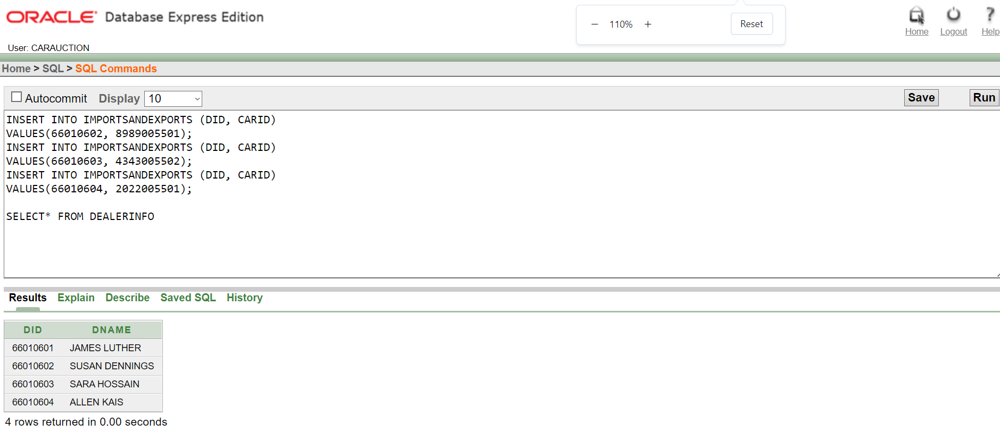 ORACLE Database Express Edition
110%
Reset
Home Logout Help
User: CARAUCTION
Home > SQL > SQL Commands
Autocommit Display 10 Save Run
INSERT INTO IMPORTSANDEXPORTS (DID, CARID)
VALUES(66010602, 8989005501);
INSERT INTO IMPORTSANDEXPORTS (DID, CARID)
VALUES(66010603, 4343005502);
INSERT INTO IMPORTSANDEXPORTS (DID, CARID)
VALUES(66010604, 2022005501);
SELECT* FROM DEALERINFO
Results Explain Describe Saved SQL History
DID DNAME
66010601 JAMES LUTHER
66010602 SUSAN DENNINGS
66010603 SARA HOSSAIN
66010604 ALLEN KAIS
4 rows returned in 0.00 seconds